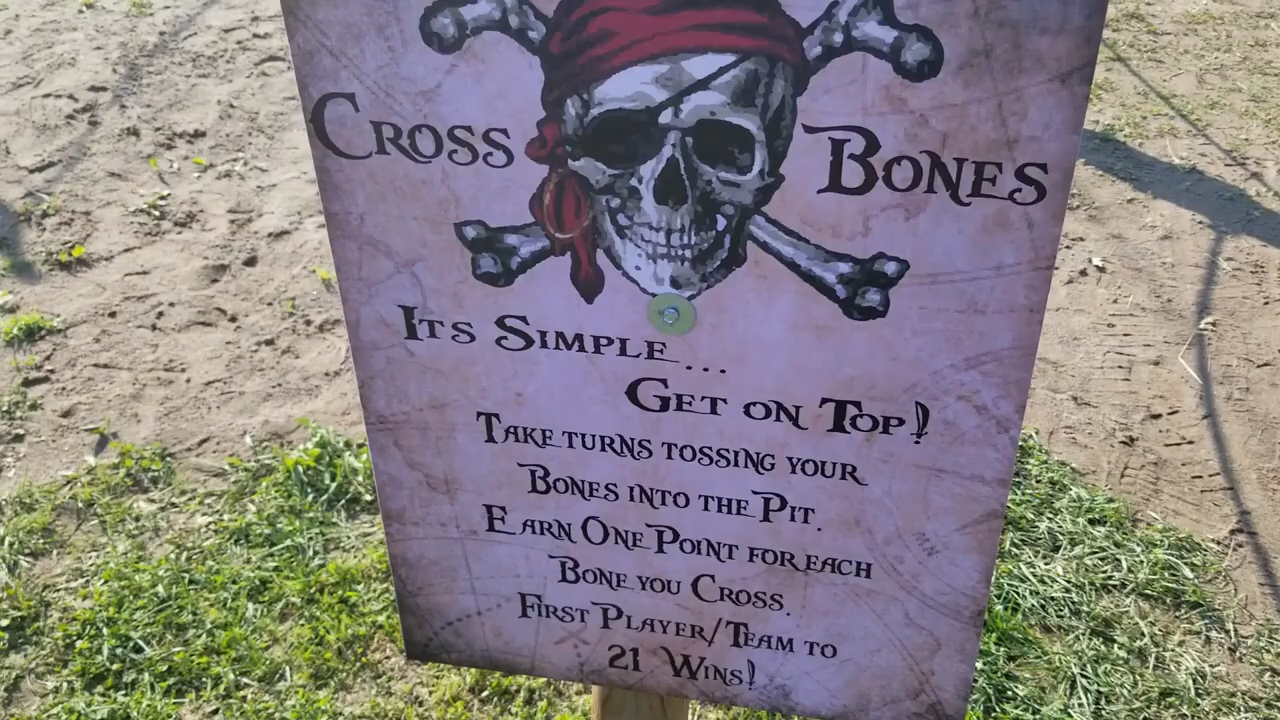 Cross Bones
Its Simple...
Get on Top!
Take turns tossing your
Bones into the Pit.
Earn One Point for each
Bone you Cross.
First Player/Team to
21 Wins!